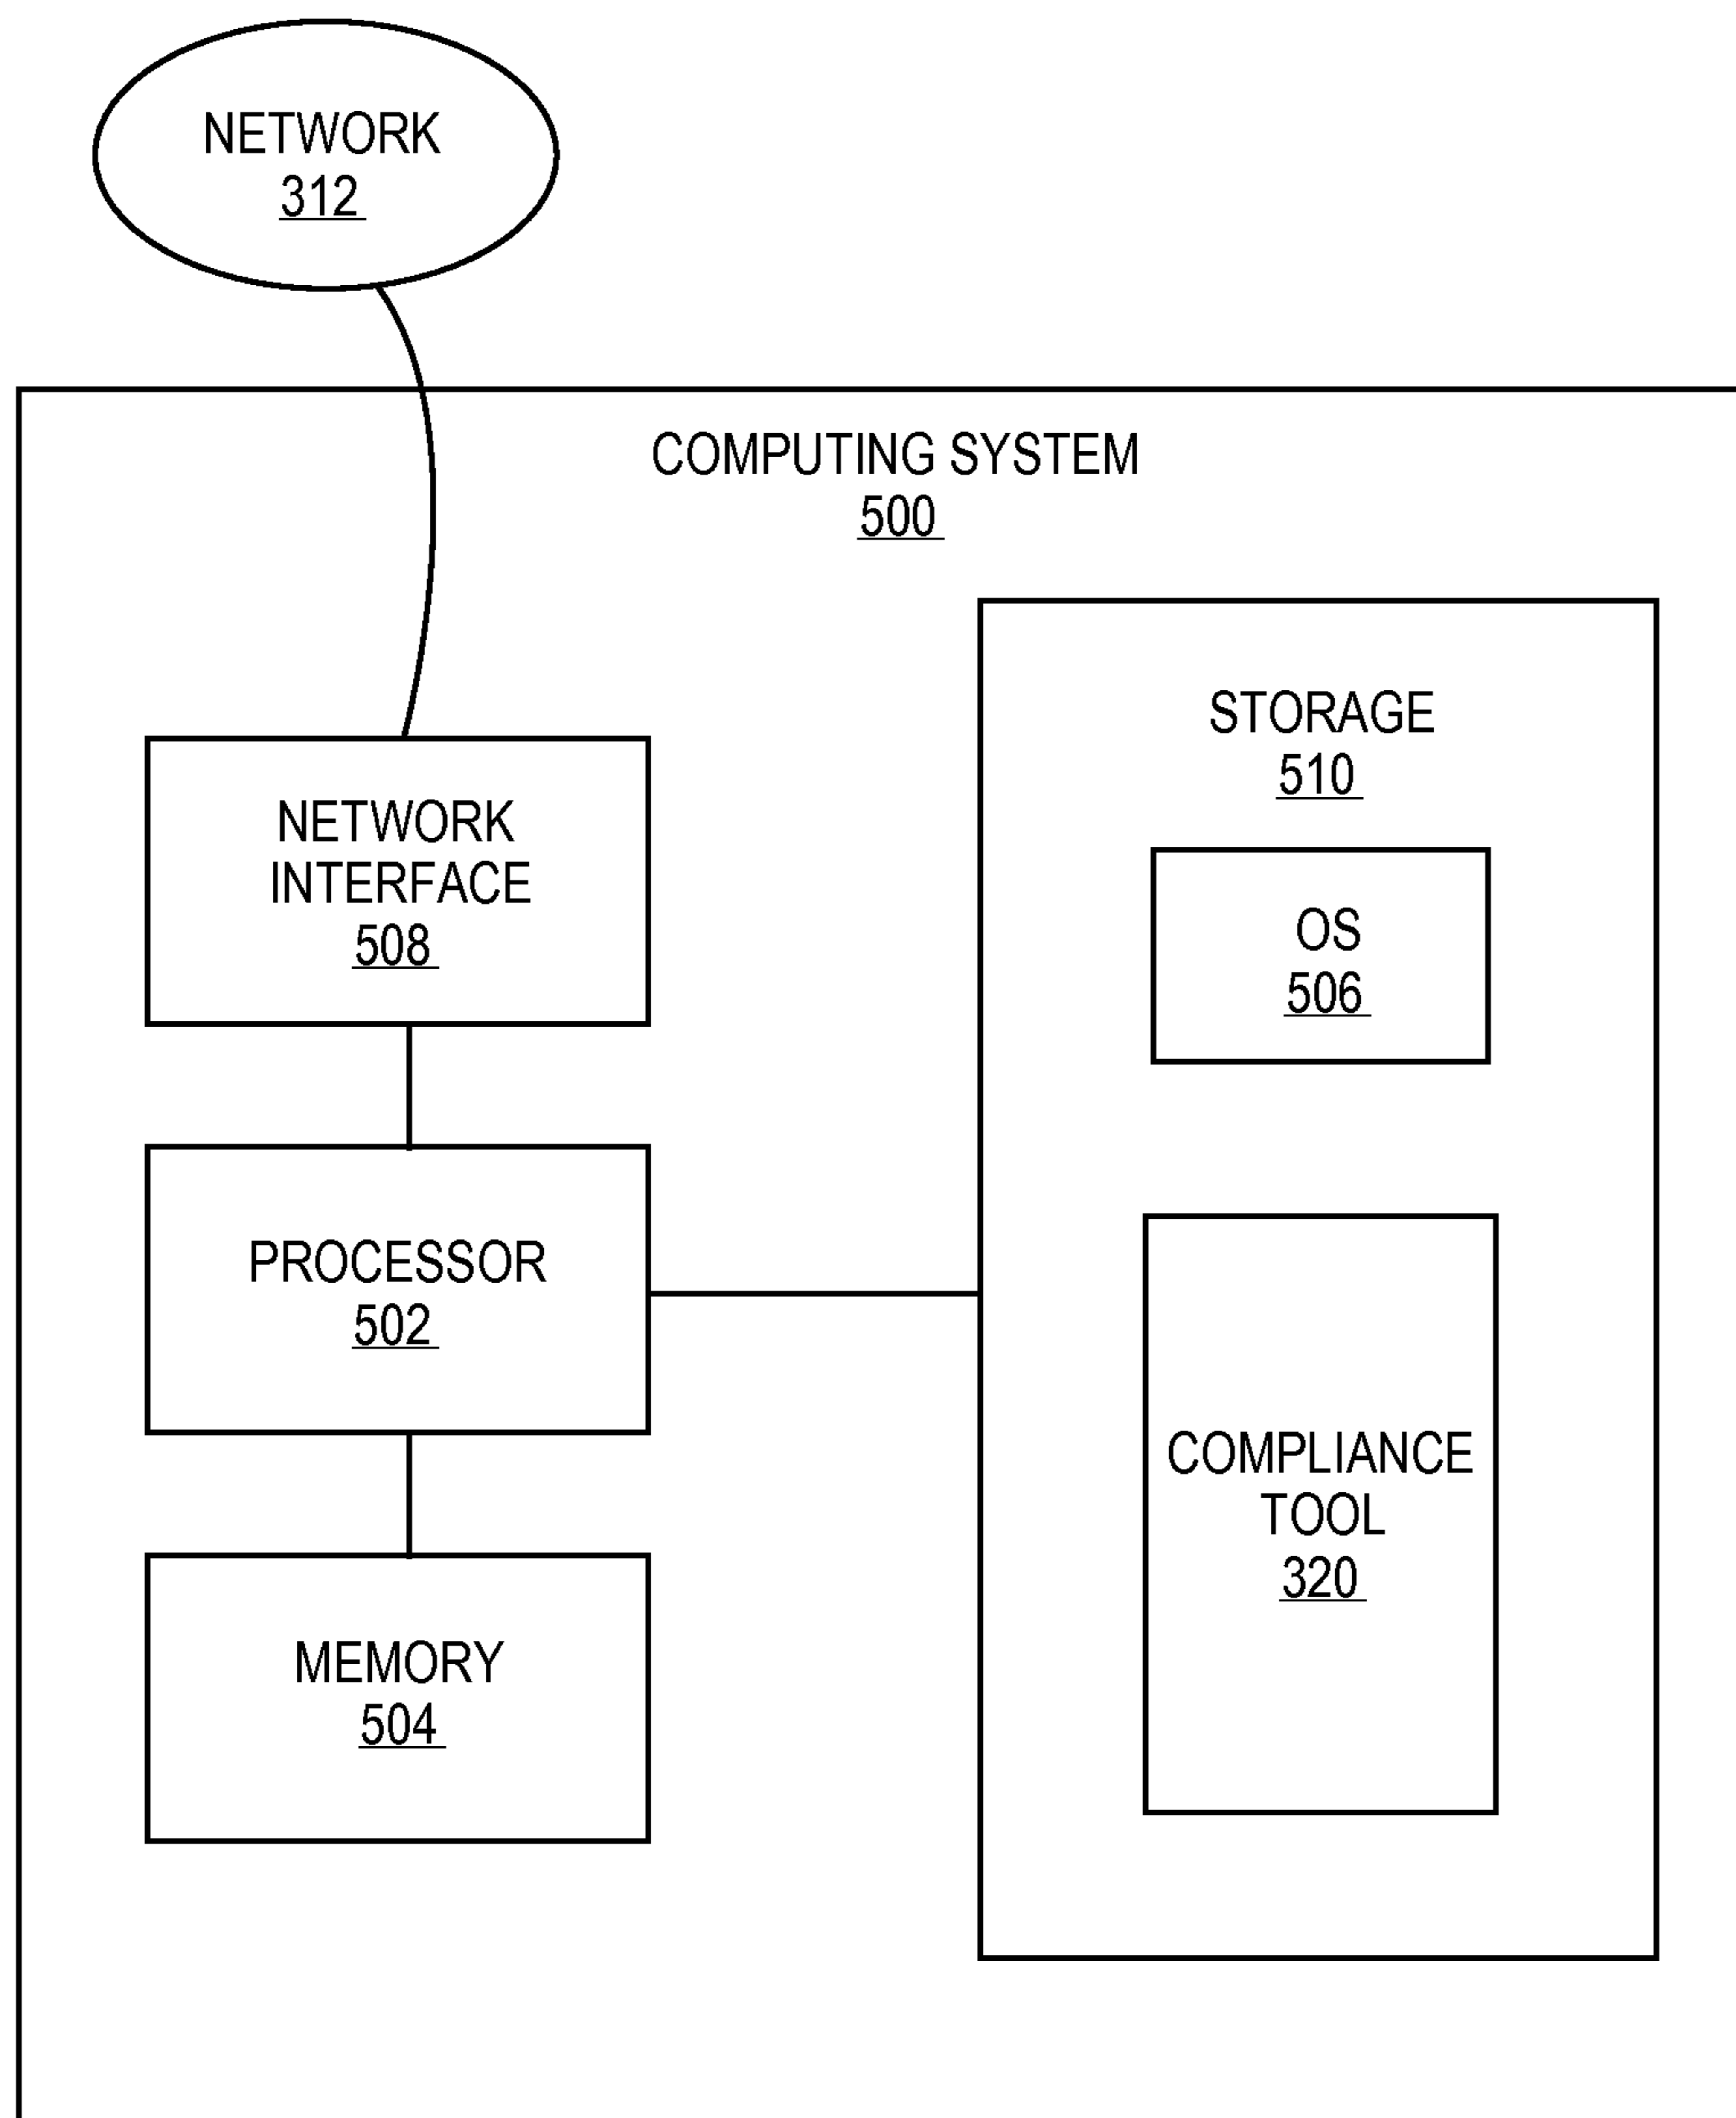 NETWORK
312
COMPUTING SYSTEM
500
STORAGE
510
NETWORK
INTERFACE
508
OS
506
PROCESSOR
502
COMPLIANCE
TOOL
320
MEMORY
504